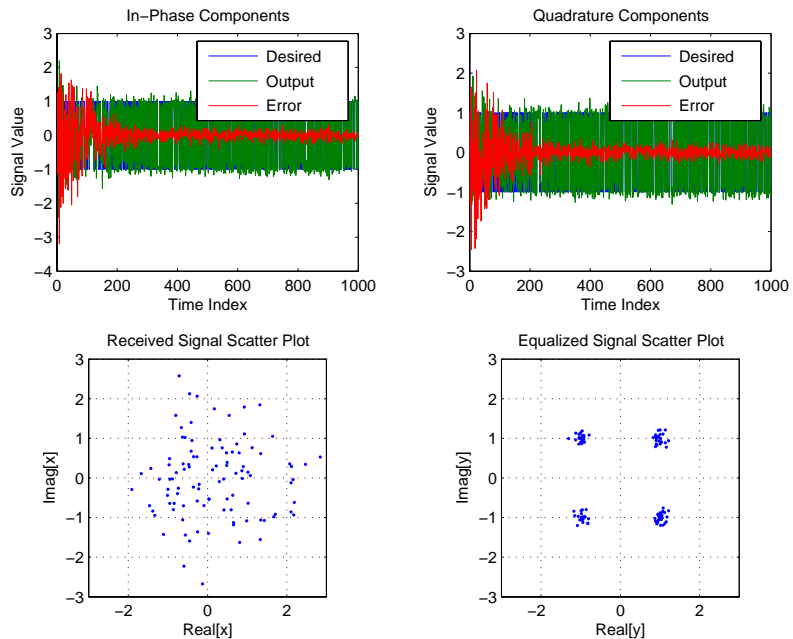 In−Phase Components
3
2
1
0
−1
−2
−3
−4
Signal Value
0 200 400 600 800 1000
Time Index
Desired
Output
Error
Quadrature Components
3
2
1
0
−1
−2
−3
Signal Value
0 200 400 600 800 1000
Time Index
Desired
Output
Error
Received Signal Scatter Plot
3
2
1
0
−1
−2
−3
Imag[x]
−2 0 2
Real[x]
Equalized Signal Scatter Plot
3
2
1
0
−1
−2
−3
Imag[y]
−2 0 2
Real[y]